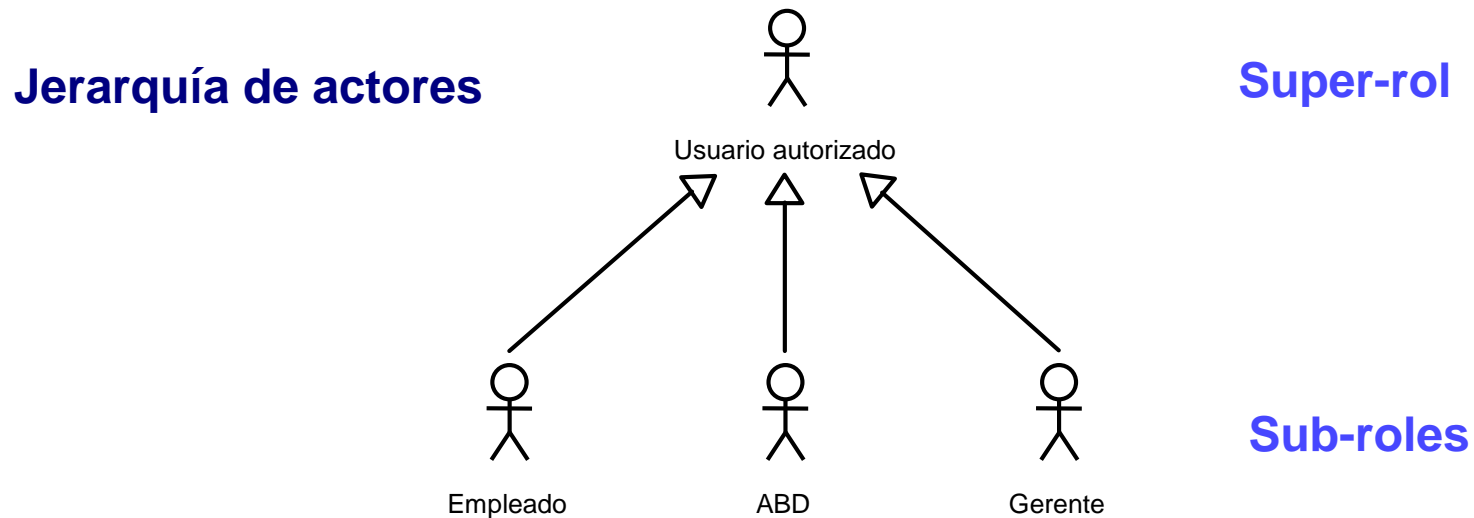 Jerarquía de actores
Super-rol
Usuario autorizado
Sub-roles
Empleado
ABD
Gerente